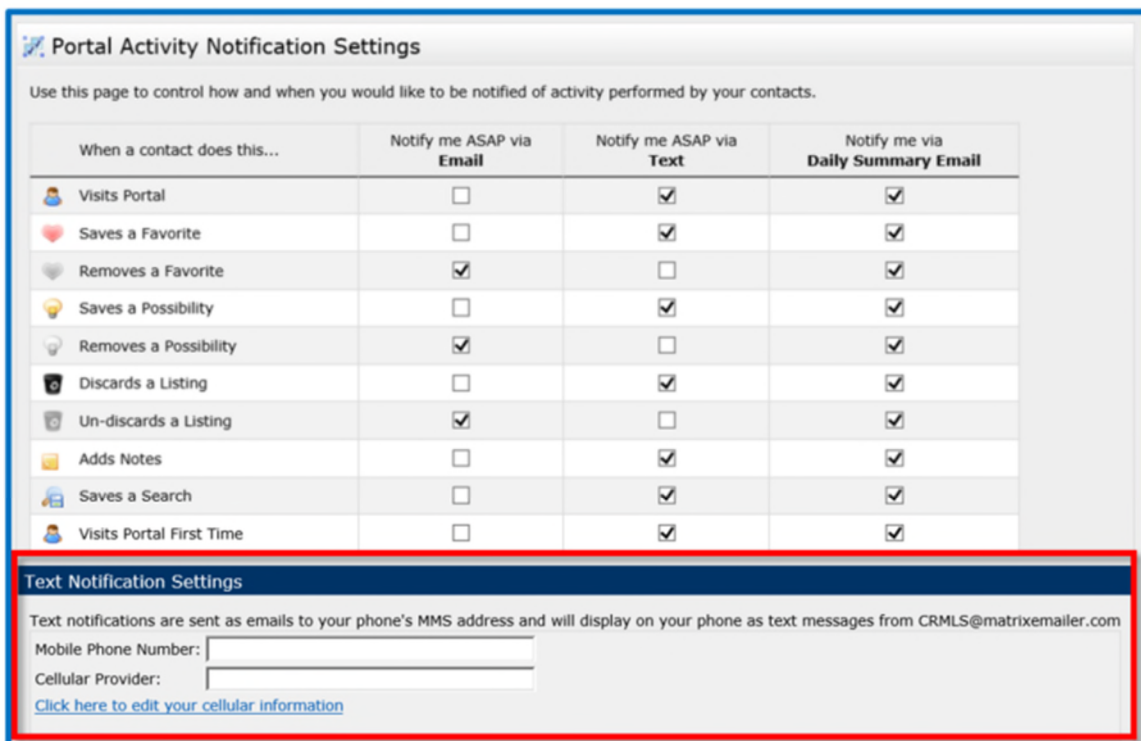 Portal Activity Notification Settings
Use this page to control how and when you would like to be notified of activity performed by your contacts.
When a contact does this...
Notify me ASAP via
Email
Notify me ASAP via
Text
Notify me via
Daily Summary Email
Visits Portal
Saves a Favorite
Removes a Favorite
Saves a Possibility
Removes a Possibility
Discards a Listing
Un-discards a Listing
Adds Notes
Saves a Search
Visits Portal First Time
Text Notification Settings
Text notifications are sent as emails to your phone's MMS address and will display on your phone as text messages from CRMLS@matrixemailer.com
Mobile Phone Number:
Cellular Provider:
Click here to edit your cellular information